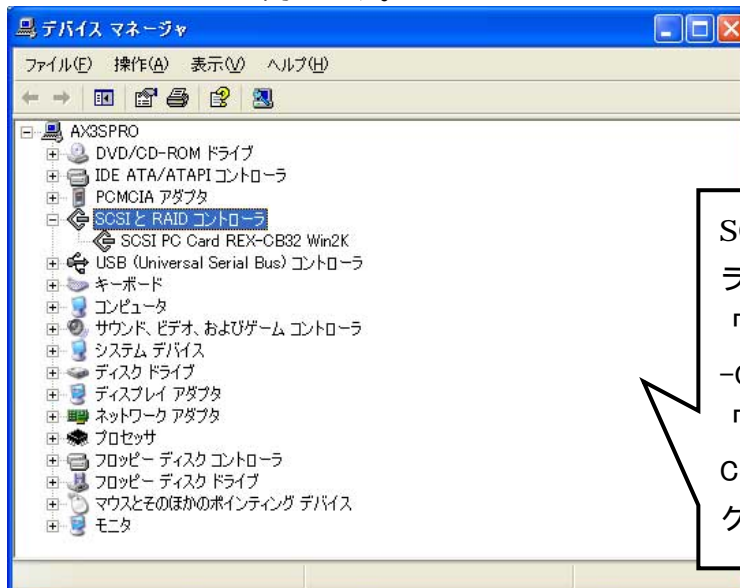 デバイス マネージャ
ファイル(F) 操作(A) 表示(V) ヘルプ(H)
AX3SPRO
DVD/CD-ROM ドライブ
IDE ATA/ATAPI コントローラ
PCMCIA アダプタ
SCSI と RAID コントローラ
SCSI PC Card REX-CB32 Win2K
USB (Universal Serial Bus) コントローラ
キーボード
コンピュータ
サウンド、ビデオ、およびゲーム コントローラ
システム デバイス
ディスク ドライブ
ディスプレイ アダプタ
ネットワーク アダプタ
プロセッサ
フロッピー ディスク コントローラ
フロッピー ディスク ドライブ
マウスとそのほかのポインティング デバイス
モニタ
ラ
「
「